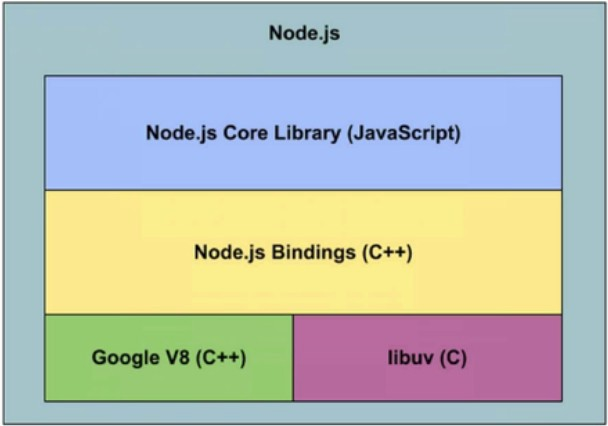 Node.js
Node.js Core Library (JavaScript)
Node.js Bindings (C++)
Google V8 (C++)
libuv (C)